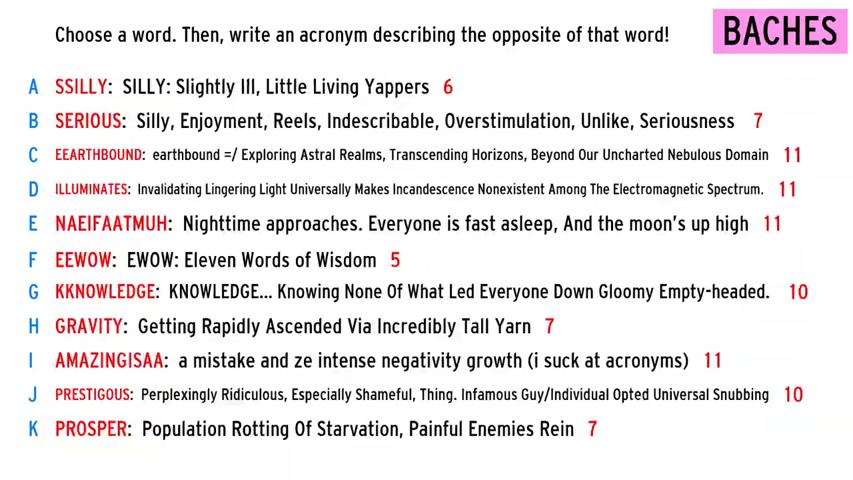 Choose a word. Then, write an acronym describing the opposite of that word!
BACHES
A SSILLY: SILLY: Slightly Ill, Little Living Yappers 6
B SERIOUS: Silly, Enjoyment, Reels, Indescribable, Overstimulation, Unlike, Seriousness 7
C EEARTHBOUND: earthbound =/ Exploring Astral Realms, Transcending Horizons, Beyond Our Uncharted Nebulous Domain 11
D ILLUMINATES: Invalidating Lingering Light Universally Makes Incandescence Nonexistent Among The Electromagnetic Spectrum. 11
E NAEIFAATMUH: Nighttime approaches. Everyone is fast asleep, And the moon's up high 11
F EEWOW: EWOW: Eleven Words of Wisdom 5
G KKNOWLEDGE: KNOWLEDGE... Knowing None Of What Led Everyone Down Gloomy Empty-headed. 10
H GRAVITY: Getting Rapidly Ascended Via Incredibly Tall Yarn 7
I AMAZINGISAA: a mistake and ze intense negativity growth (i suck at acronyms) 11
J PRESTIGOUS: Perplexingly Ridiculous, Especially Shameful, Thing. Infamous Guy/Individual Opted Universal Snubbing 10
K PROSPER: Population Rotting Of Starvation, Painful Enemies Rein 7